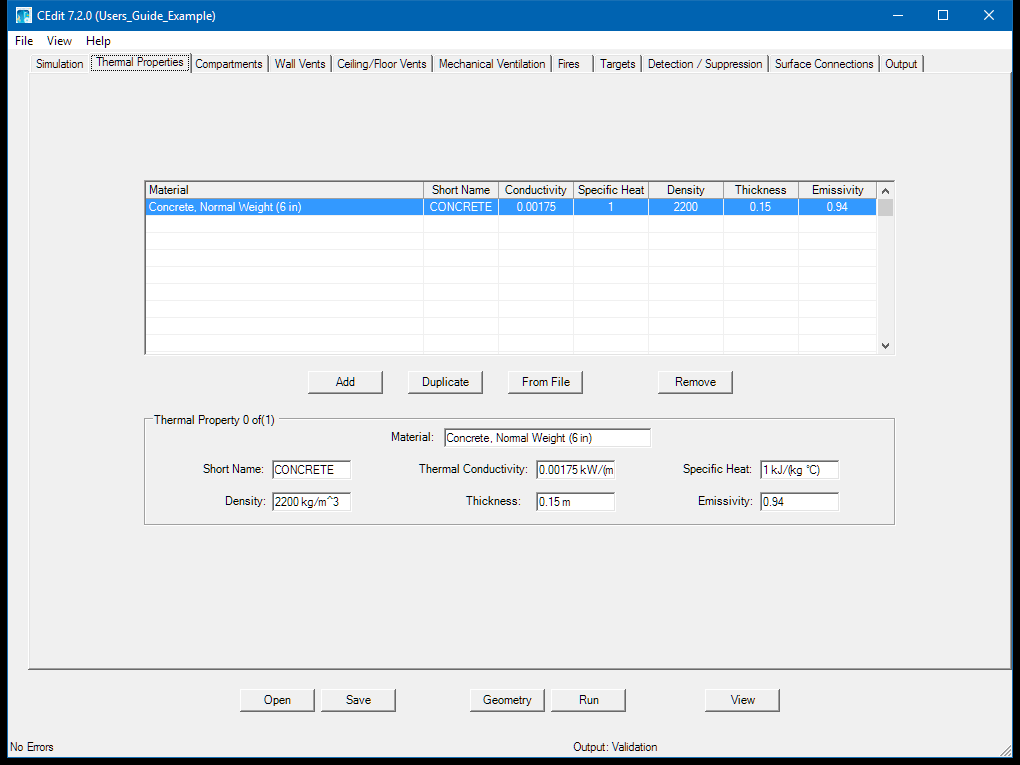 CEdit 7.2.0 (Users_Guide_Example)
File View Help
Simulation Thermal Properties Compartments Wall Vents Ceiling/Floor Vents Mechanical Ventilation Fires Targets Detection / Suppression Surface Connections Output
Material Short Name Conductivity Specific Heat Density Thickness Emissivity
Concrete, Normal Weight (6 in) CONCRETE 0.00175 1 2200 0.15 0.94
Add Duplicate From File Remove
Thermal Property 0 of(1)
Material: Concrete, Normal Weight (6 in)
Short Name: CONCRETE Thermal Conductivity: 0.00175 kW/(m Specific Heat: 1 kJ/(kg °C)
Density: 2200 kg/m^3 Thickness: 0.15 m Emissivity: 0.94
Open Save Geometry Run View
No Errors Output: Validation